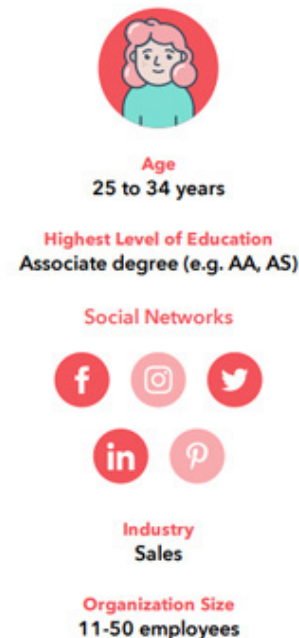 Age
25 to 34 years
Highest Level of Education
Associate degree (e.g. AA, AS)
Social Networks
f
in
Industry
Sales
Organization Size
11-50 employees